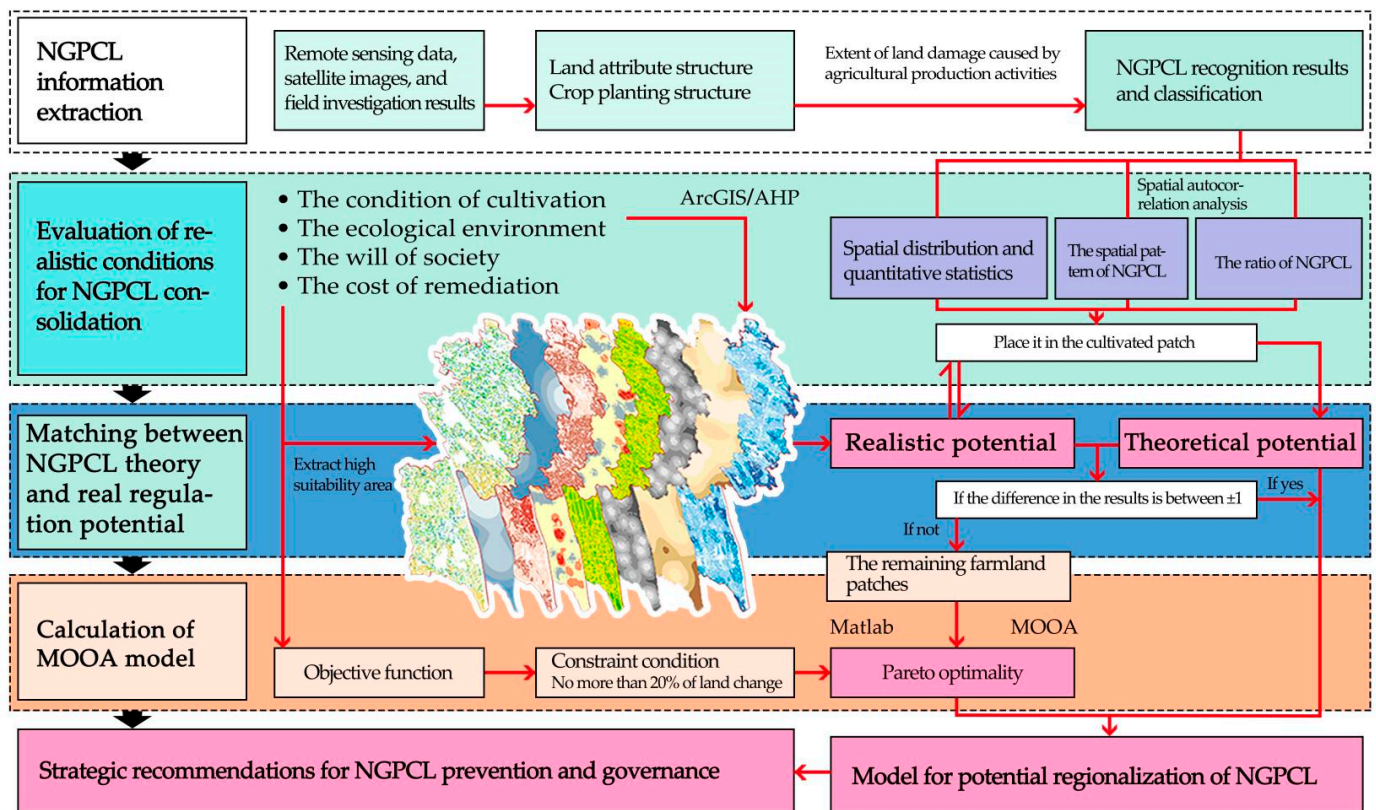 NGPCL
information
extraction
Remote sensing data,
satellite images, and
field investigation results
Land attribute structure
Crop planting structure
Extent of land damage caused by
agricultural production activities
NGPCL recognition results
and classification
Evaluation of re-
alistic conditions
for NGPCL con-
solidation
• The condition of cultivation
• The ecological environment
• The will of society
• The cost of remediation
ArcGIS/AHP
Spatial autocor-
relation analysis
Spatial distribution and
quantitative statistics
The spatial pat-
tern of NGPCL
The ratio of NGPCL
Place it in the cultivated patch
Matching between
NGPCL theory
and real regula-
tion potential
Extract high
suitability area
Realistic potential
Theoretical potential
If the difference in the results is between ±1
If yes
If not
The remaining farmland
patches
Calculation of
MOOA model
Matlab
MOOA
Objective function
Constraint condition
No more than 20% of land change
Pareto optimality
Strategic recommendations for NGPCL prevention and governance
Model for potential regionalization of NGPCL